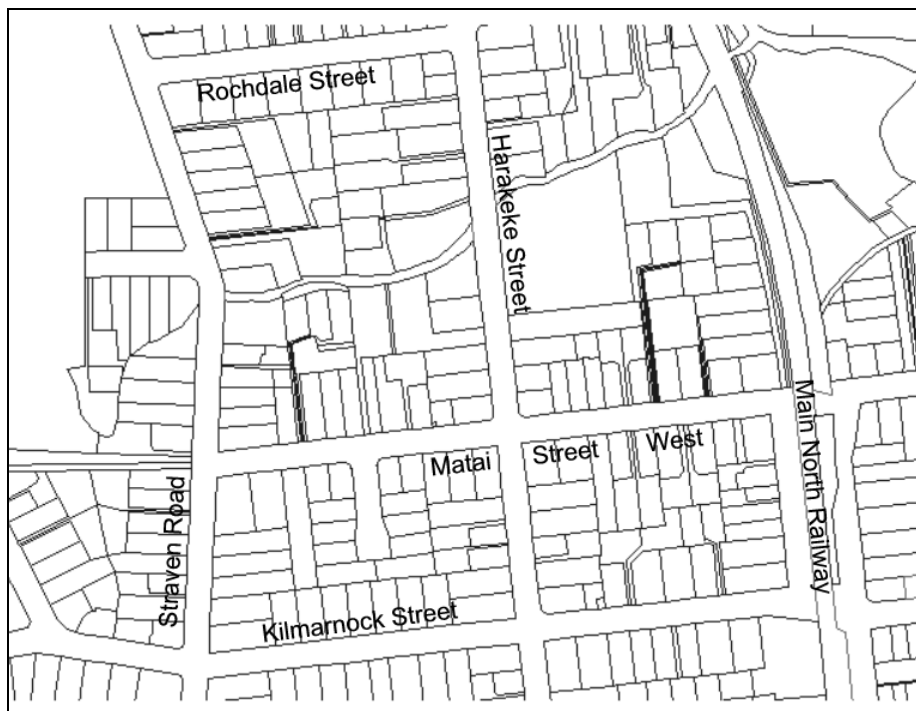 Rochdale Street
Harakeke Street
Matai Street West
Main North Railway
Straven Road
Kilmarnock Street